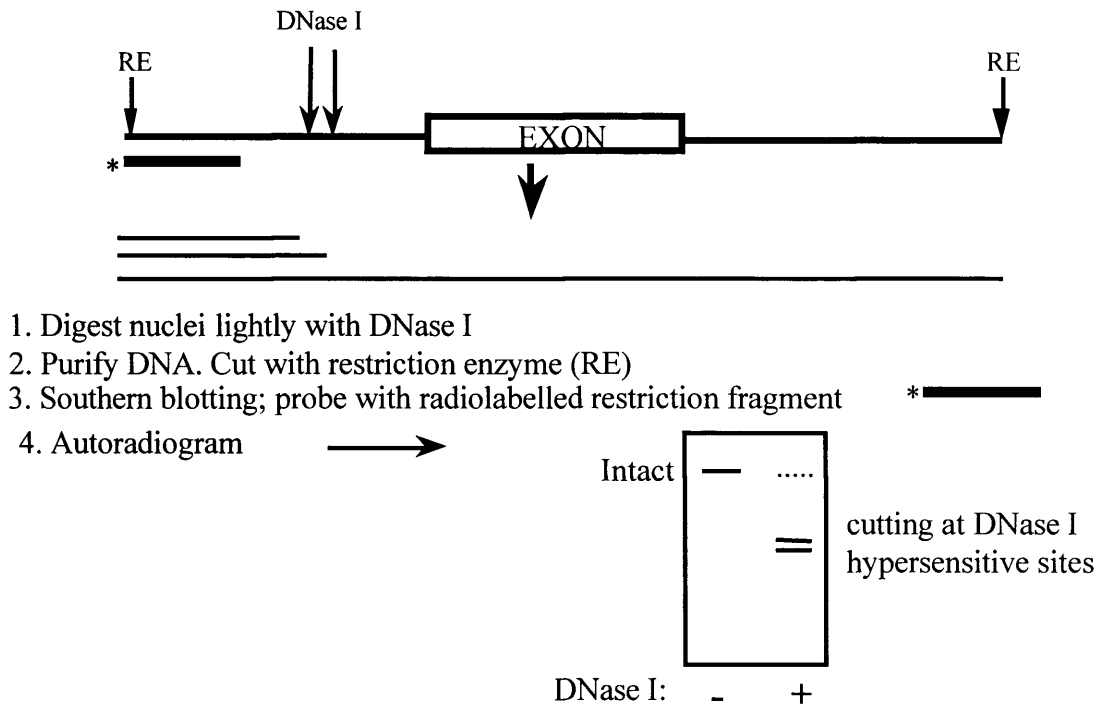 DNase I
RE
RE
EXON
*
1. Digest nuclei lightly with DNase I
2. Purify DNA. Cut with restriction enzyme (RE)
3. Southern blotting; probe with radiolabelled restriction fragment *
4. Autoradiogram
Intact
cutting at DNase I
hypersensitive sites
DNase I: - +